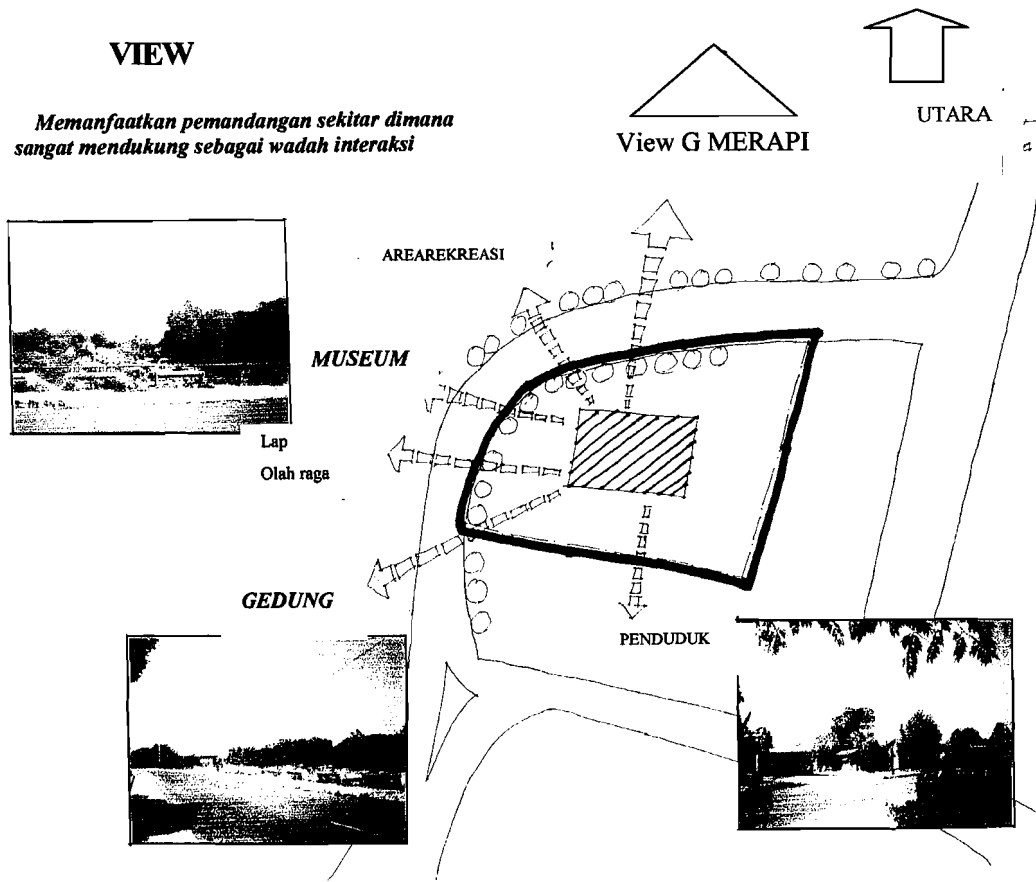 VIEW
Memanfaatkan pemandangan sekitar dimana
sangat mendukung sebagai wadah interaksi
UTARA
View G MERAPI
AREAREKREASI
MUSEUM
Lap
Olah raga
GEDUNG
PENDUDUK